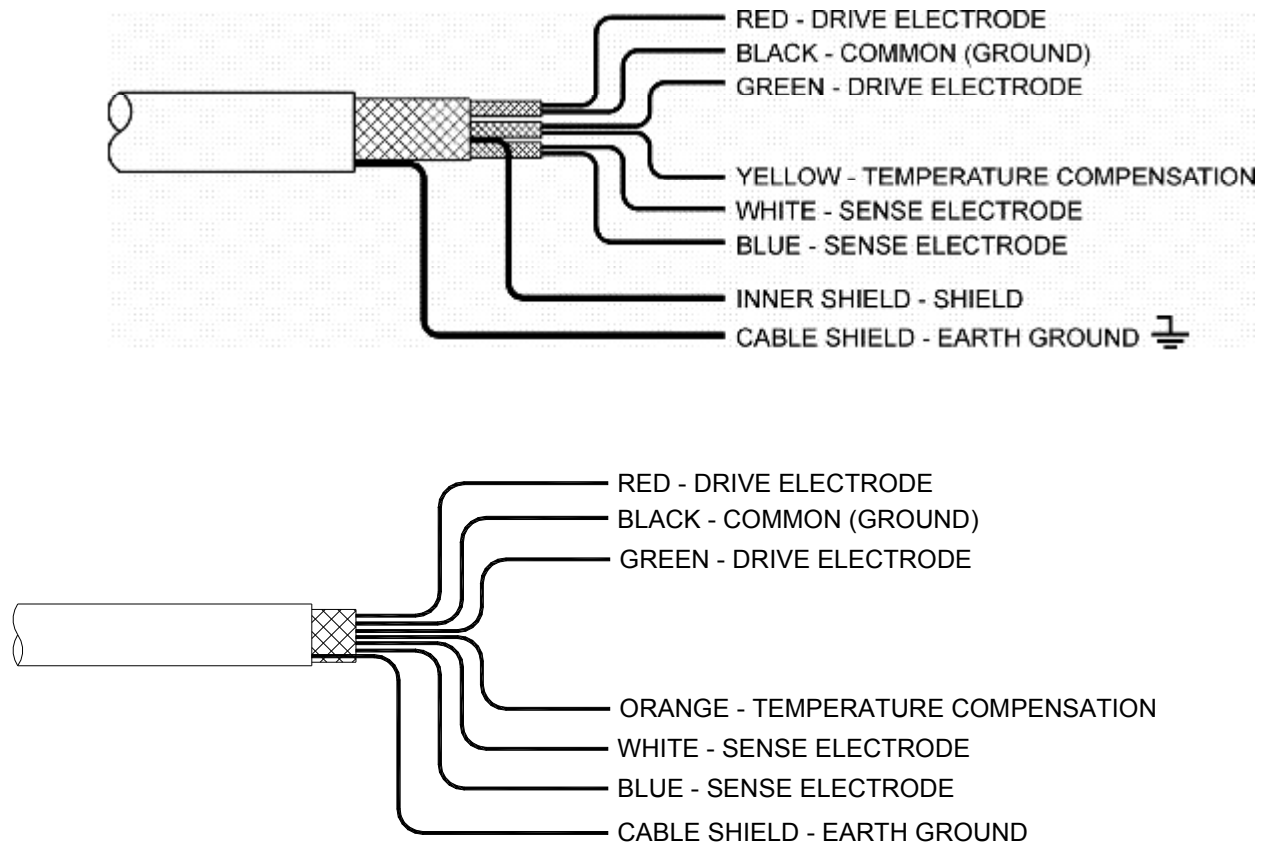 RED - DRIVE ELECTRODE
BLACK - COMMON (GROUND)
GREEN - DRIVE ELECTRODE
YELLOW - TEMPERATURE COMPENSATION
WHITE - SENSE ELECTRODE
BLUE - SENSE ELECTRODE
INNER SHIELD - SHIELD
CABLE SHIELD - EARTH GROUND
RED - DRIVE ELECTRODE
BLACK - COMMON (GROUND)
GREEN - DRIVE ELECTRODE
ORANGE - TEMPERATURE COMPENSATION
WHITE - SENSE ELECTRODE
BLUE - SENSE ELECTRODE
CABLE SHIELD - EARTH GROUND